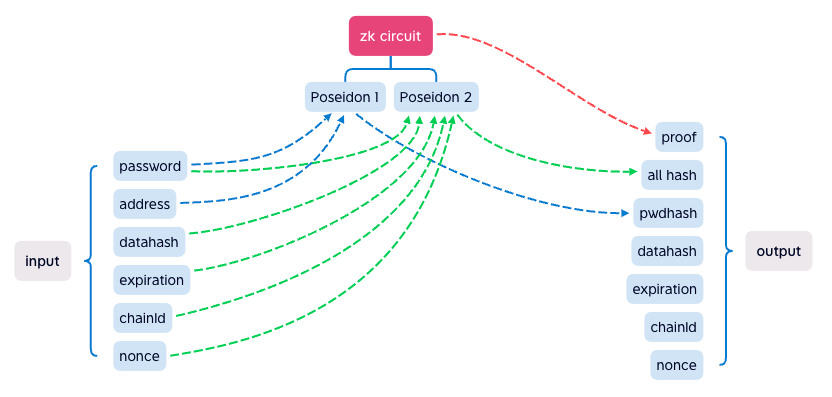 zk circuit
Poseidon 1
Poseidon 2
input
password
address
datahash
expiration
chainId
nonce
proof
all hash
pwdhash
datahash
expiration
chainId
nonce
output